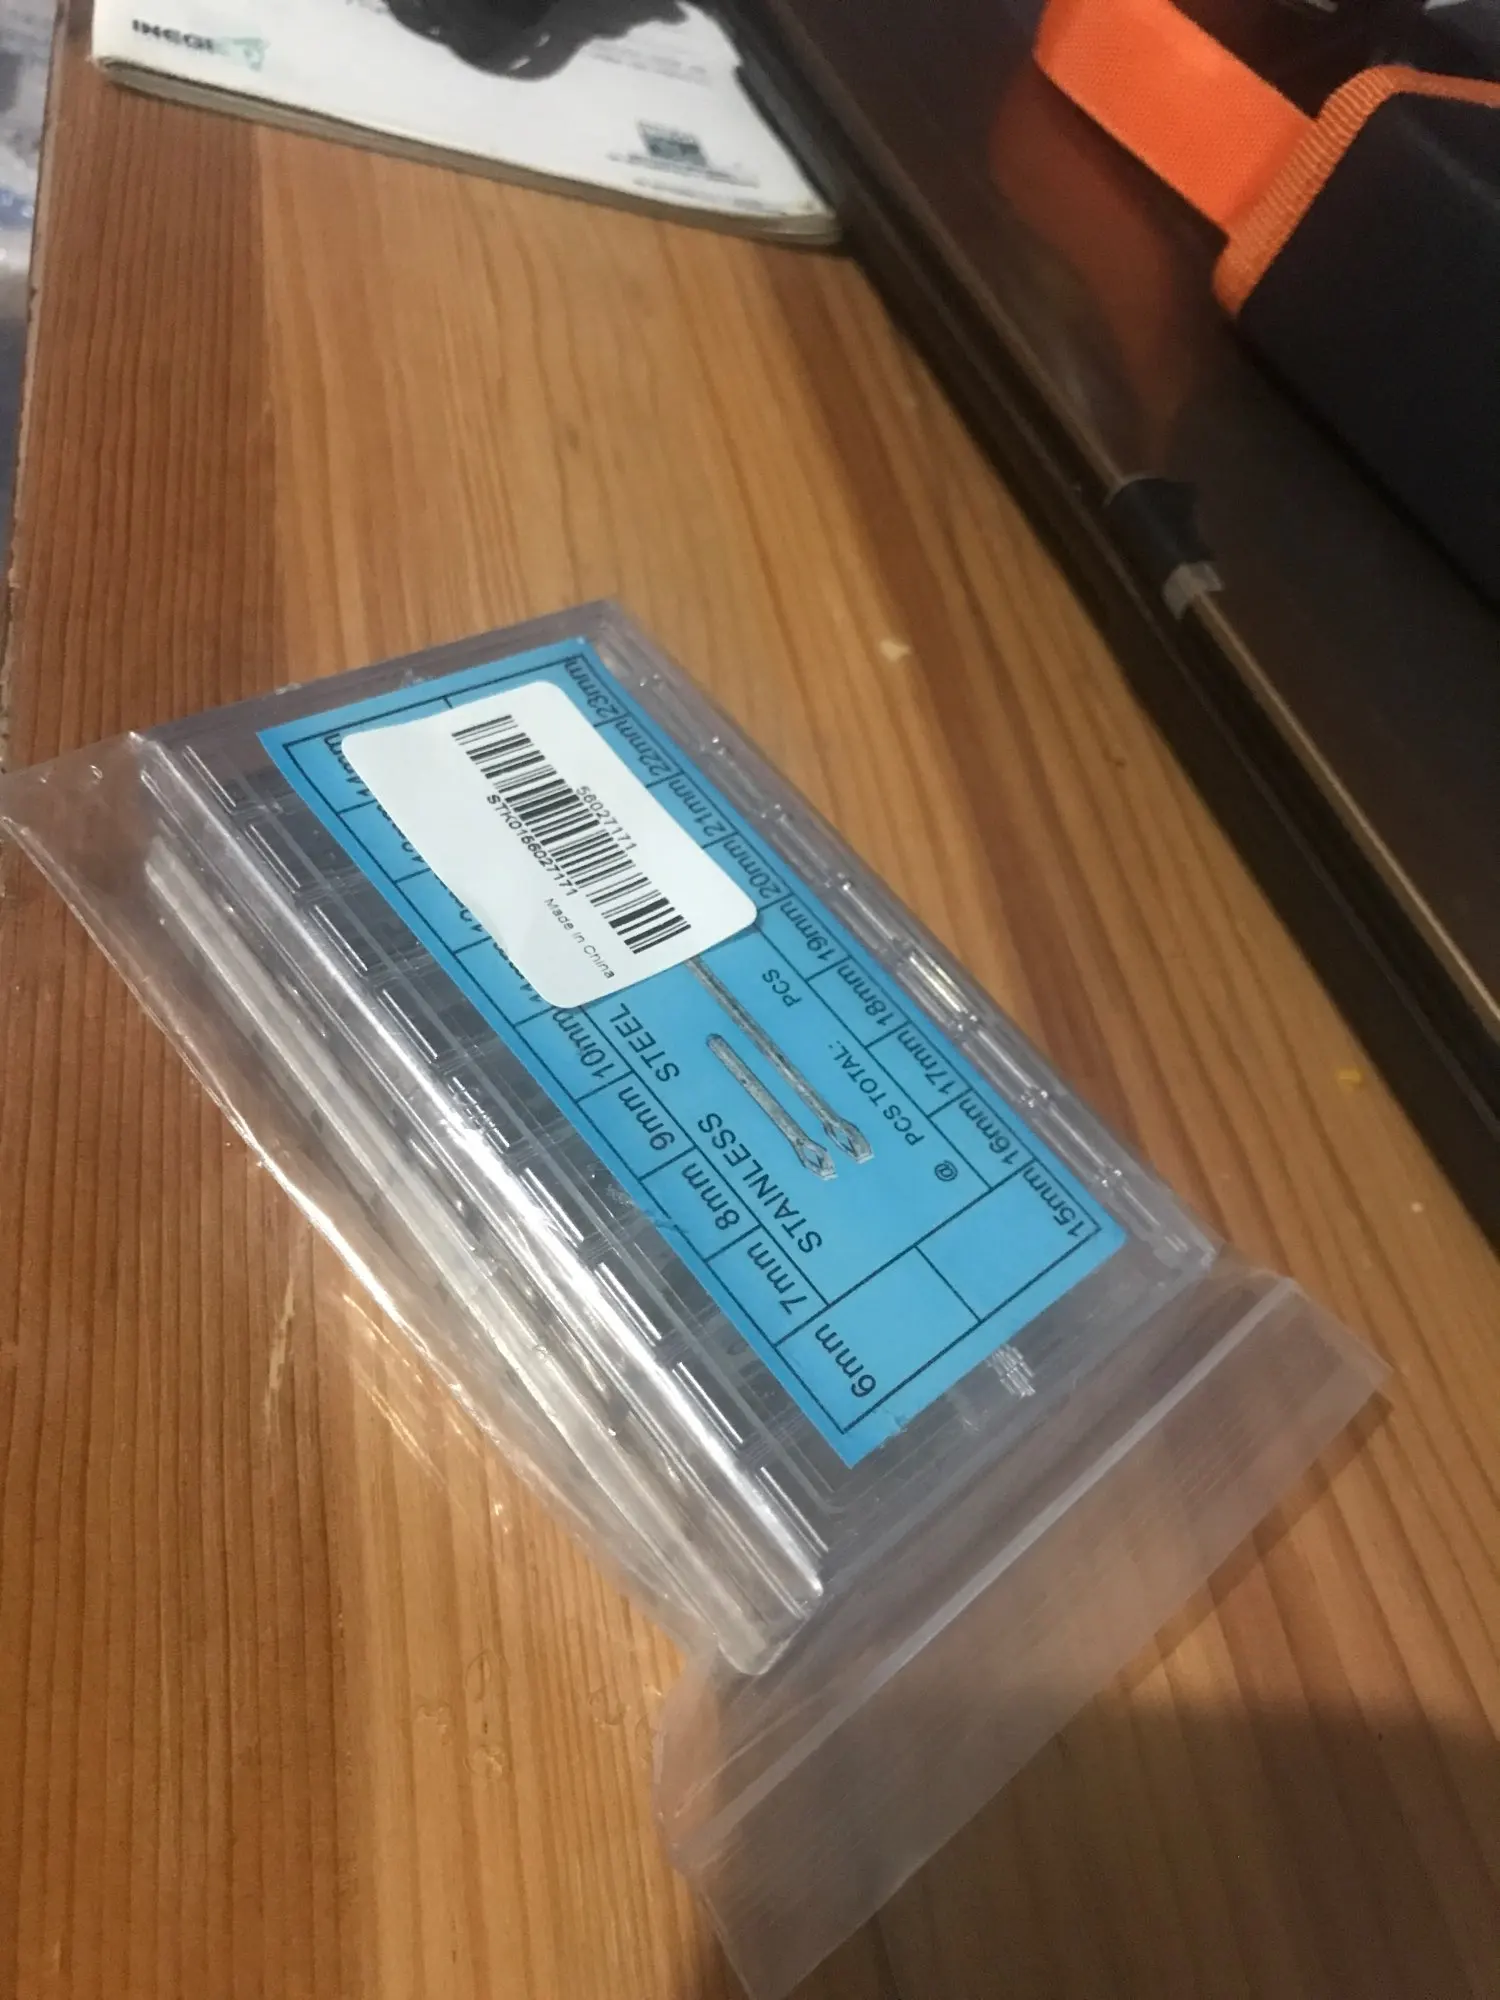 INEGI
23mm
22mm
21mm
20mm
19mm
18mm
17mm
16mm
15mm
56027171
STK0156027171
Made in China
PCS
PCS TOTAL:
@
STAINLESS
STEEL
10mm
9mm
8mm
7mm
6mm